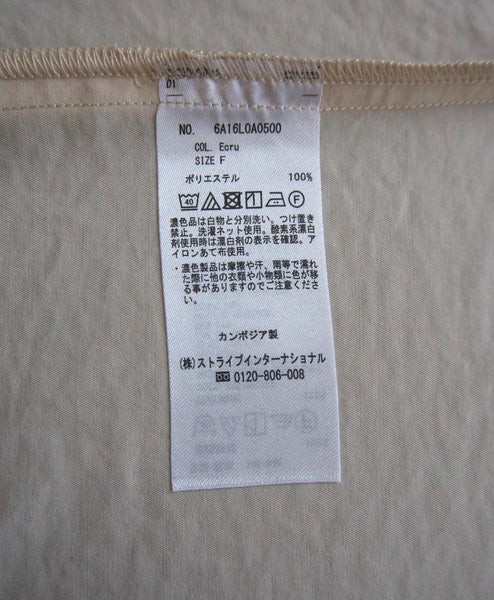 D1
NO. 6A16L0A0500
COL. Ecru
SIZE F
ポリエステル 100%
40 F
濃色品は白物と分別洗い。つけ置き
禁止。洗濯ネット使用。酸素系漂白
剤使用時は漂白剤の表示を確認。ア
イロンあて布使用。
・濃色製品は摩擦や汗、雨等で濡れ
た際に他の衣類や小物類に色が移
る事がありますのでご注意くださ
い。
カンボジア製
(株)ストライプインターナショナル
0120-806-008